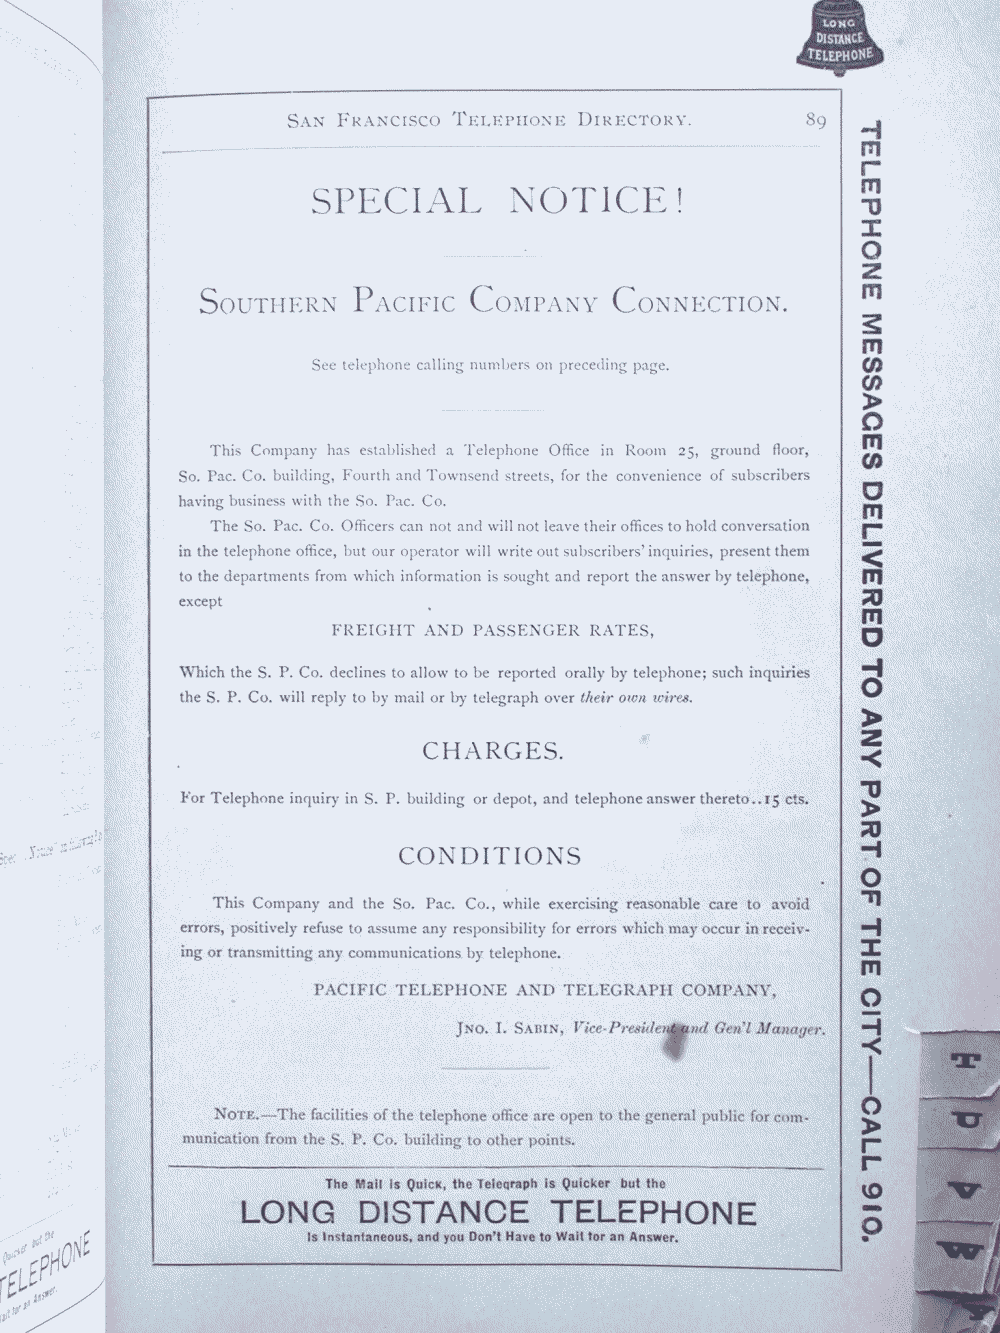 LONG
DISTANCE
TELEPHONE
SAN FRANCISCO TELEPHONE DIRECTORY. 89
SPECIAL NOTICE!
SOUTHERN PACIFIC COMPANY CONNECTION.
See telephone calling numbers on preceding page.
This Company has established a Telephone Office in Room 25, ground floor,
So. Pac. Co. building, Fourth and Townsend streets, for the convenience of subscribers
having business with the So. Pac. Co.
The So. Pac. Co. Officers can not and will not leave their offices to hold conversation
in the telephone office, but our operator will write out subscribers' inquiries, present them
to the departments from which information is sought and report the answer by telephone,
except
FREIGHT AND PASSENGER RATES,
Which the S. P. Co. declines to allow to be reported orally by telephone; such inquiries
the S. P. Co. will reply to by mail or by telegraph over their own wires.
CHARGES.
For Telephone inquiry in S. P. building or depot, and telephone answer thereto..15 cts.
CONDITIONS
This Company and the So. Pac. Co., while exercising reasonable care to avoid
errors, positively refuse to assume any responsibility for errors which may occur in receiv-
ing or transmitting any communications by telephone.
PACIFIC TELEPHONE AND TELEGRAPH COMPANY,
JNO. I. SABIN, Vice-President and Gen'l Manager.
NOTE.—The facilities of the telephone office are open to the general public for com-
munication from the S. P. Co. building to other points.
The Mail is Quick, the Telegraph is Quicker but the
LONG DISTANCE TELEPHONE
Is Instantaneous, and you Don't Have to Wait for an Answer.
TELEPHONE MESSAGES DELIVERED TO ANY PART OF THE CITY—CALL 910.
T
W
Quicker but the
TELEPHONE
Wait for an Answer.